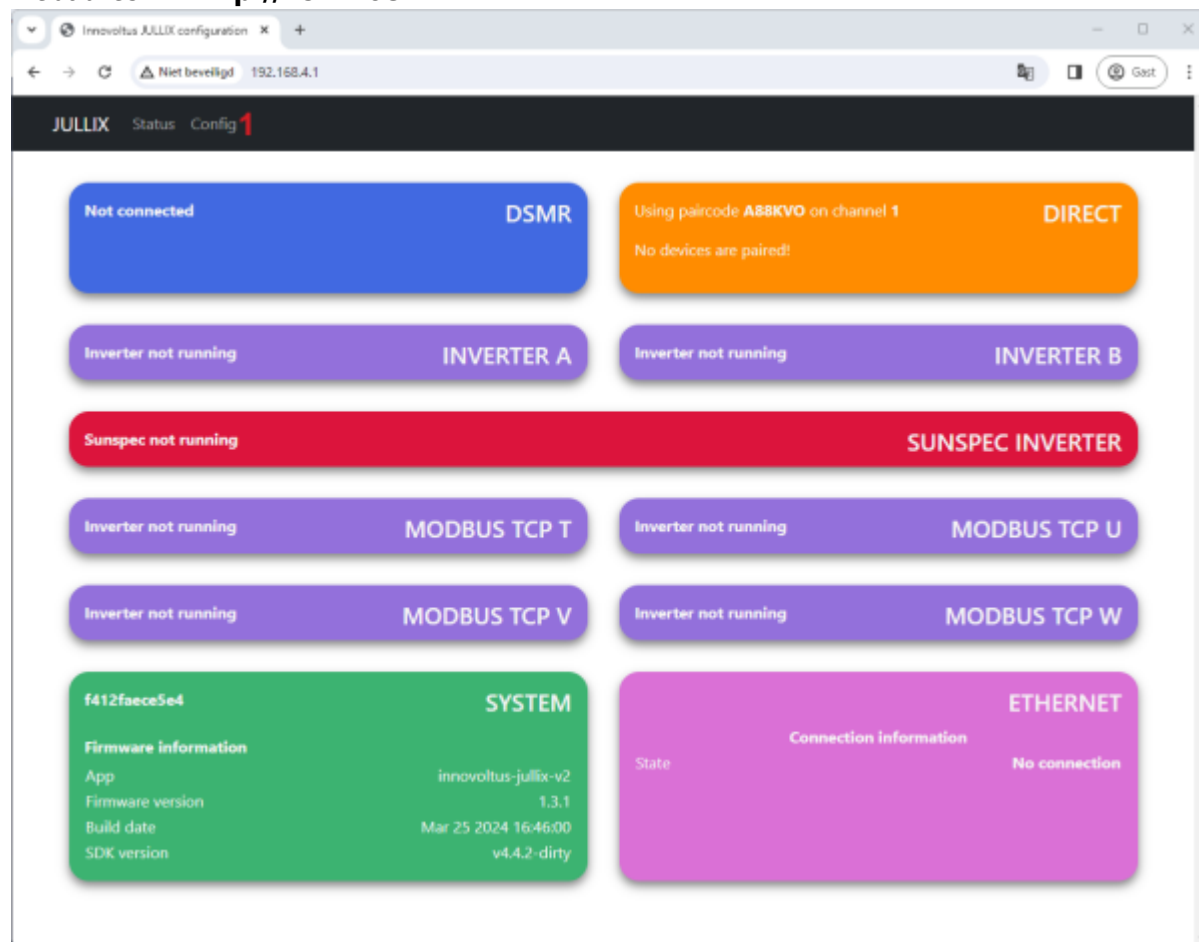 Innovoltus JULLIX configuration
Niet beveiligd 192.168.4.1 Gast
JULLIX Status Config 1
Not connected DSMR
Using paircode A88KVO on channel 1 DIRECT
No devices are paired!
Inverter not running INVERTER A
Inverter not running INVERTER B
Sunspec not running SUNSPEC INVERTER
Inverter not running MODBUS TCP T
Inverter not running MODBUS TCP U
Inverter not running MODBUS TCP V
Inverter not running MODBUS TCP W
f412faece5e4 SYSTEM
Firmware information
App innovoltus-jullix-v2
Firmware version 1.3.1
Build date Mar 25 2024 16:46:00
SDK version v4.4.2-dirty
ETHERNET
Connection information
State No connection